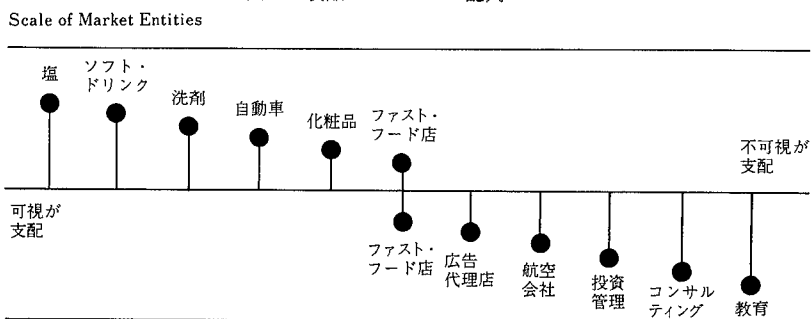 Scale of Market Entities
塩
ソフト・
ドリンク
洗剤
自動車
化粧品
ファスト・
フード店
不可視が
支配
可視が
支配
ファスト・
フード店
広告
代理店
航空
会社
投資
管理
コンサル
ティング
教育